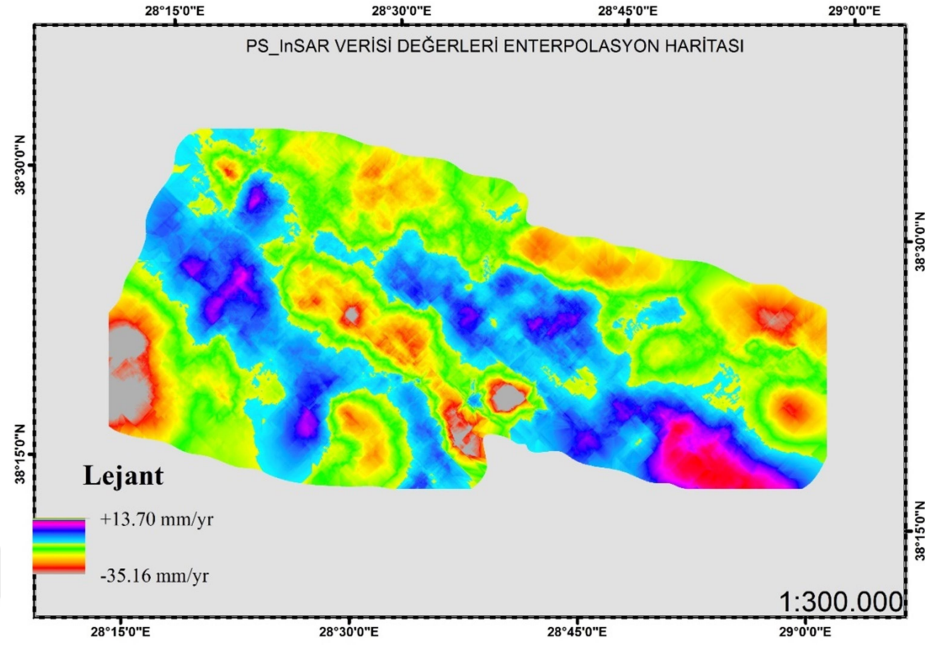 28°15'0"E 28°30'0"E 28°45'0"E 29°0'0"E
PS_InSAR VERİSİ DEĞERLERİ ENTERPOLASYON HARİTASI
38°30'0"N
38°30'0"N
38°15'0"N
Lejant
+13.70 mm/yr
38°15'0"N
-35.16 mm/yr
1:300.000
28°15'0"E 28°30'0"E 28°45'0"E 29°0'0"E